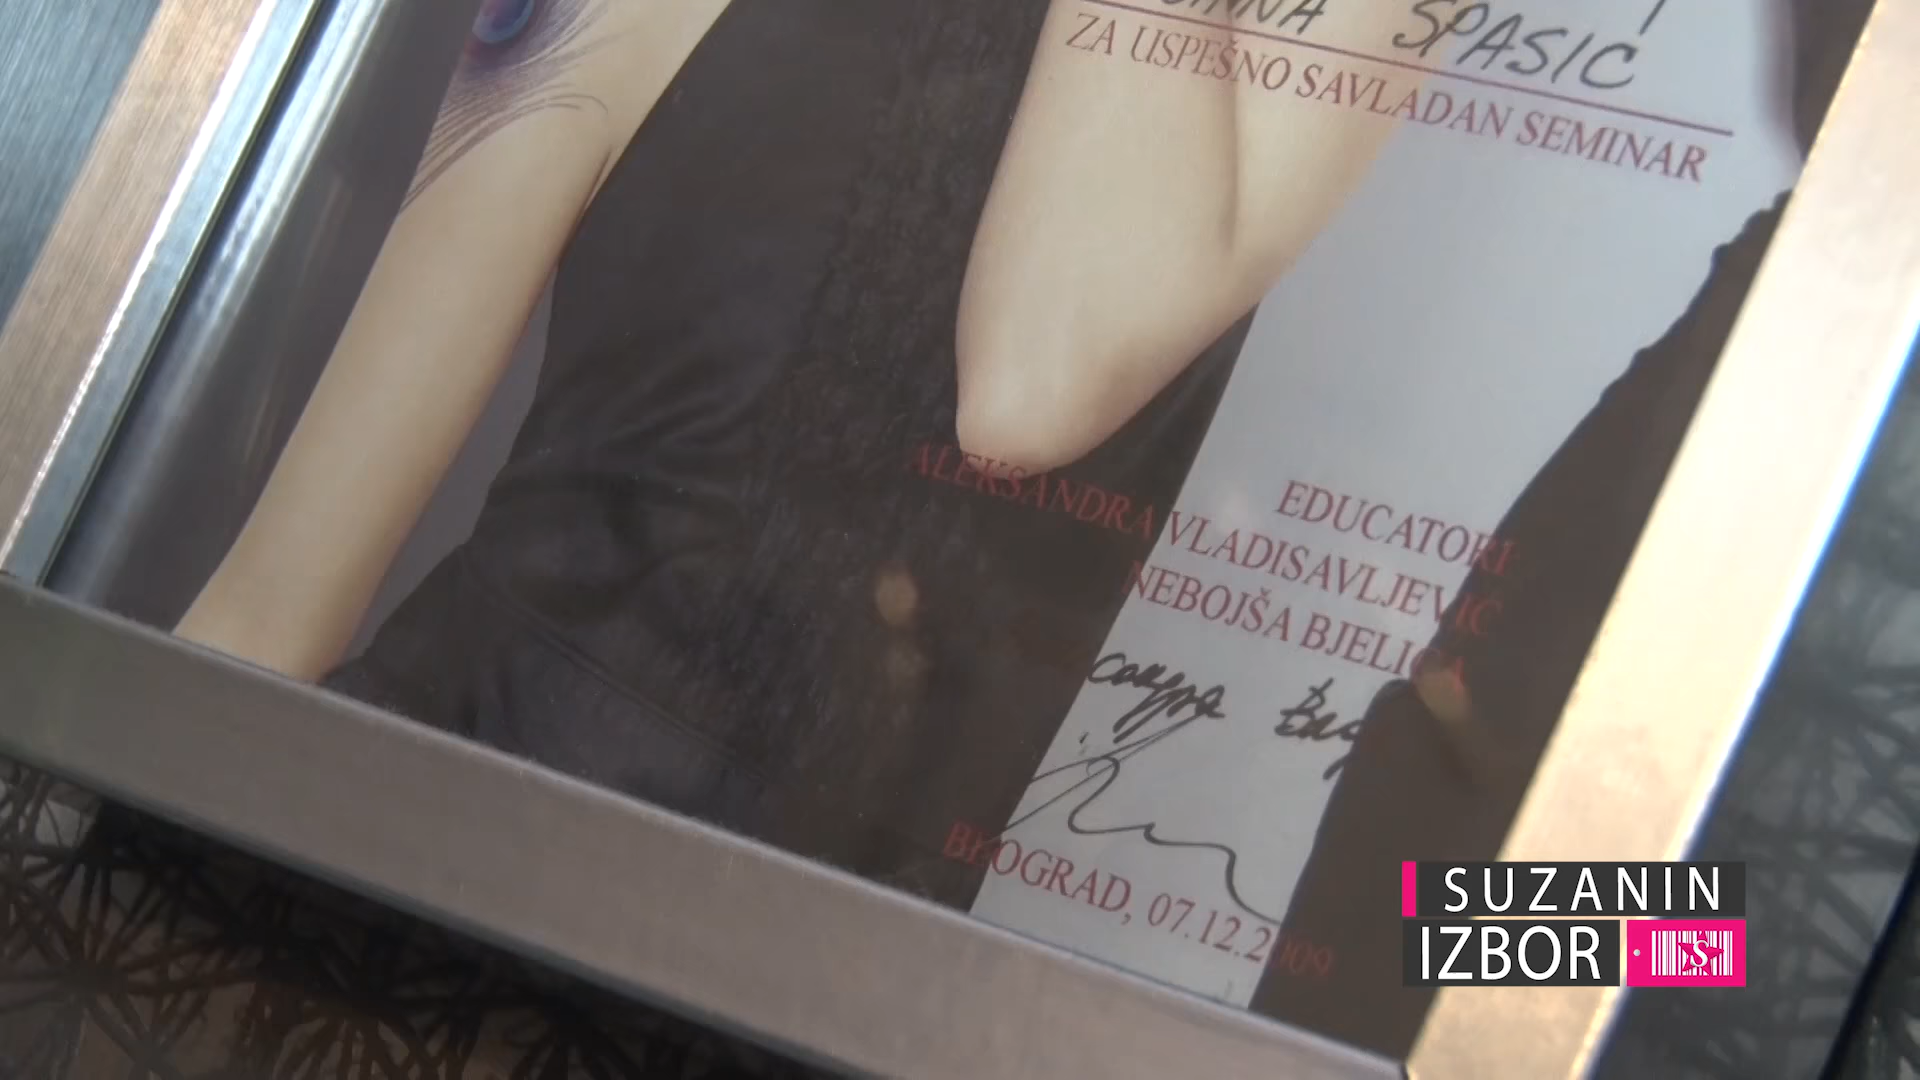 SPASIC
ZA USPEŠNO SAVLADAN SEMINAR
EDUCATORI
ALEKSANDRA VLADISAVLJEVIC
NEBOJŠA BJELICA
BEOGRAD, 07.12.2009
SUZANIN
IZBOR